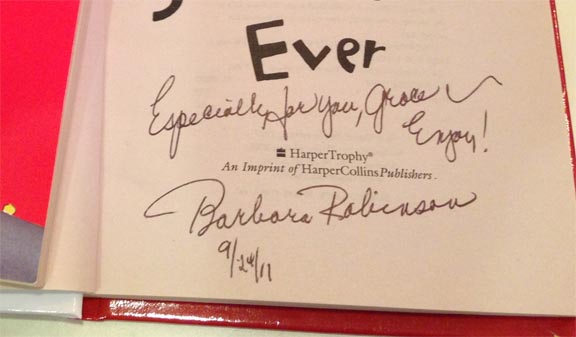 Ever
Especially for you, Grace
Enjoy!
HarperTrophy®
An Imprint of HarperCollinsPublishers.
Barbara Robinson
9/24/11